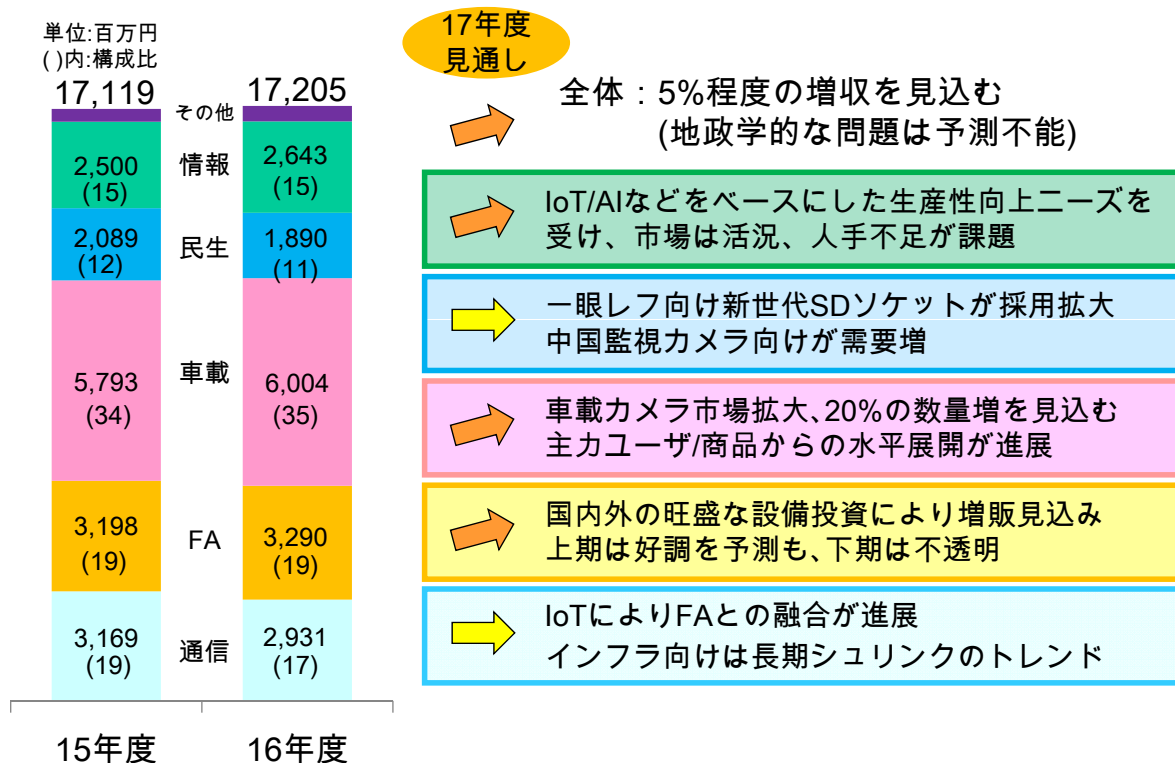 単位:百万円
( )内:構成比
17,119
17,205
その他
2,500
(15)
情報
2,643
(15)
2,089
(12)
民生
1,890
(11)
5,793
(34)
車載
6,004
(35)
3,198
(19)
FA
3,290
(19)
3,169
(19)
通信
2,931
(17)
15年度
16年度
17年度
見通し
全体：5%程度の増収を見込む
(地政学的な問題は予測不能)
IoT/AIなどをベースにした生産性向上ニーズを
受け、市場は活況、人手不足が課題
一眼レフ向け新世代SDソケットが採用拡大
中国監視カメラ向けが需要増
車載カメラ市場拡大、20%の数量増を見込む
主力ユーザ/商品からの水平展開が進展
国内外の旺盛な設備投資により増販見込み
上期は好調を予測も、下期は不透明
IoTによりFAとの融合が進展
インフラ向けは長期シュリンクのトレンド